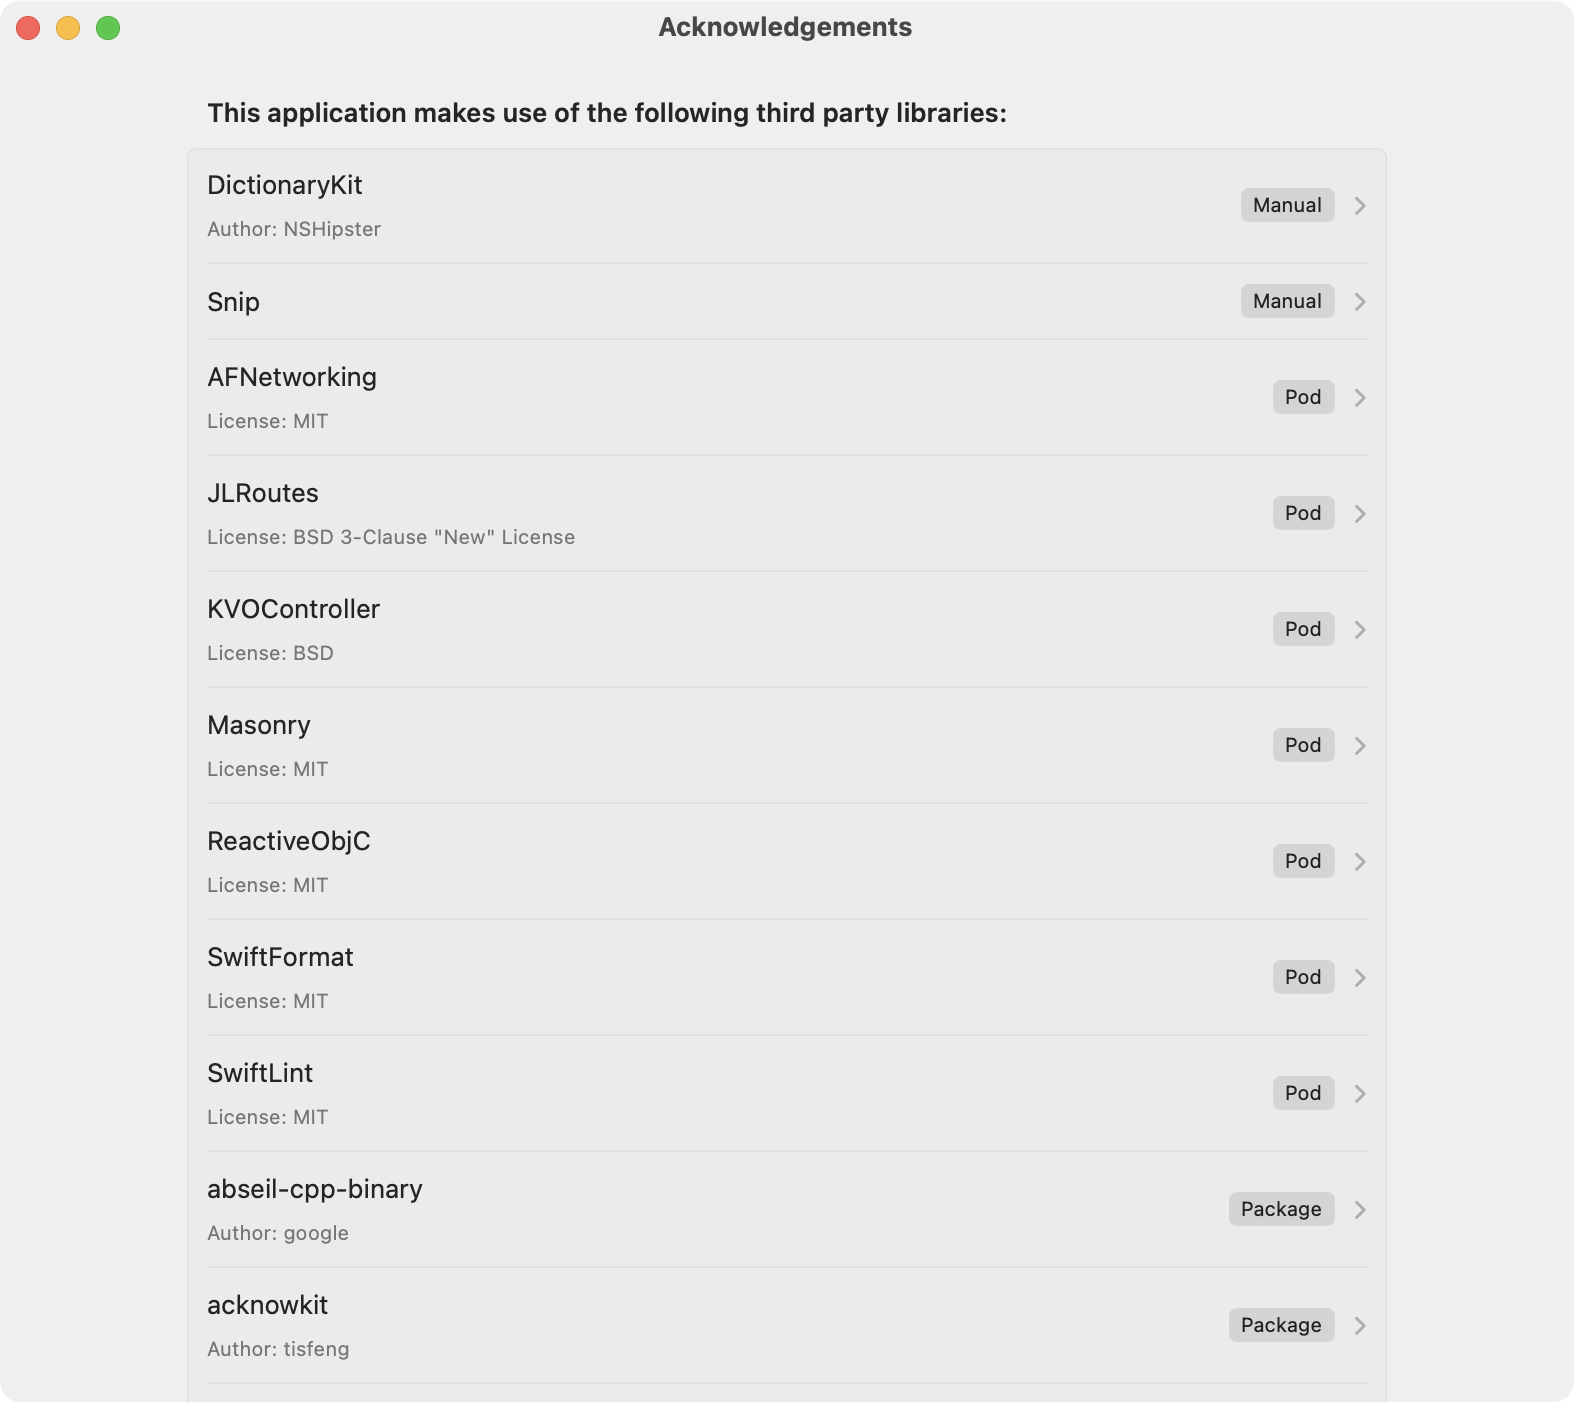 Acknowledgements
This application makes use of the following third party libraries:
DictionaryKit
Author: NSHipster
Manual
Snip
Manual
AFNetworking
License: MIT
Pod
JLRoutes
License: BSD 3-Clause "New" License
Pod
KVOController
License: BSD
Pod
Masonry
License: MIT
Pod
ReactiveObjC
License: MIT
Pod
SwiftFormat
License: MIT
Pod
SwiftLint
License: MIT
Pod
abseil-cpp-binary
Author: google
Package
acknowkit
Author: tisfeng
Package